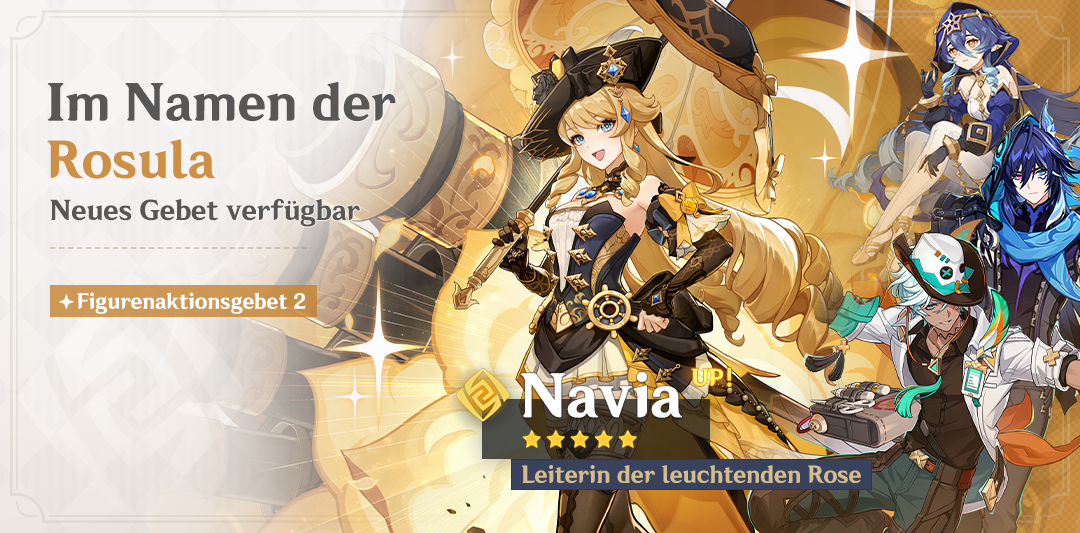 Im Namen der
Rosula
Neues Gebet verfügbar
Figurenaktionsgebet 2
Navia UP!
Leiterin der leuchtenden Rose